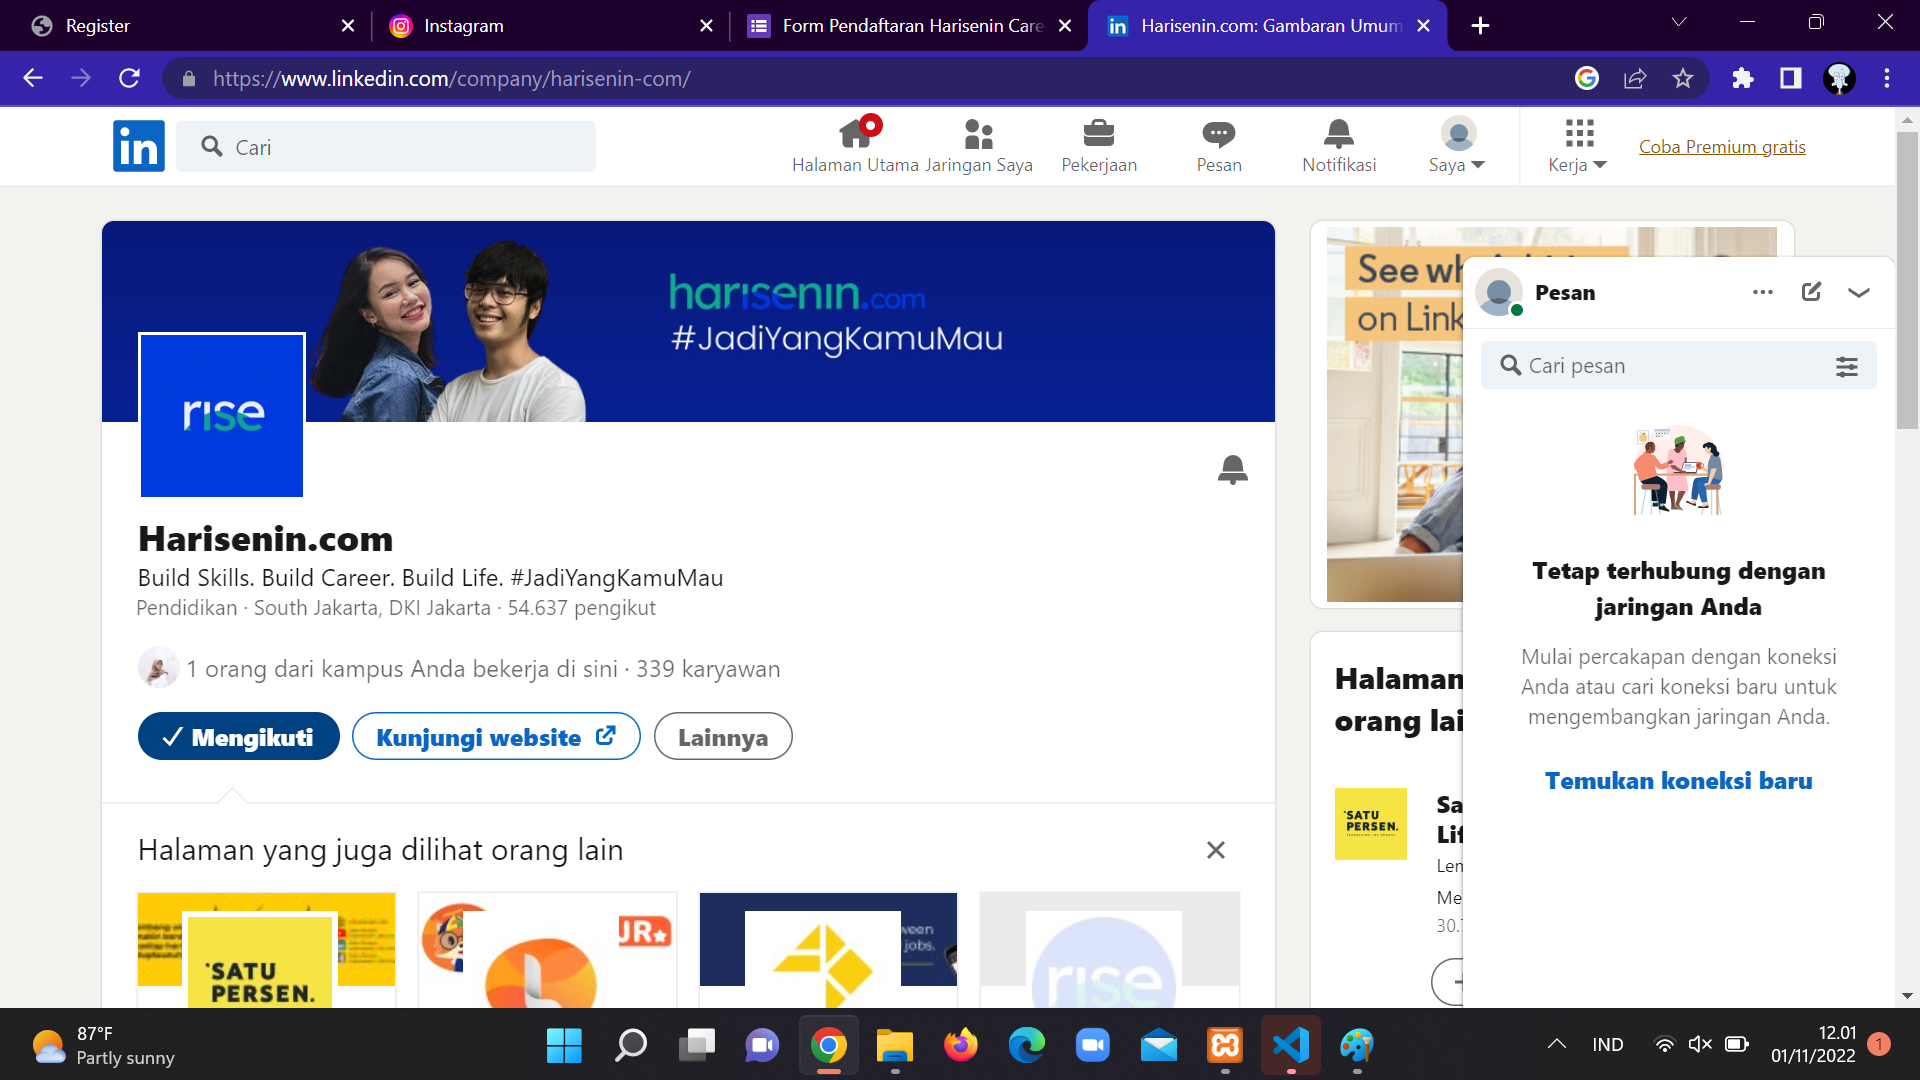 Register
Instagram
Form Pendaftaran Harisenin Care
Harisenin.com: Gambaran Umum
https://www.linkedin.com/company/harisenin-com/
in
Cari
Halaman Utama
Jaringan Saya
Pekerjaan
Pesan
Notifikasi
Saya
Kerja
Coba Premium gratis
harisenin.com
#JadiYangKamuMau
rise
Harisenin.com
Build Skills. Build Career. Build Life. #JadiYangKamuMau
Pendidikan · South Jakarta, DKI Jakarta · 54.637 pengikut
1 orang dari kampus Anda bekerja di sini · 339 karyawan
Mengikuti
Kunjungi website
Lainnya
Halaman yang juga dilihat orang lain
SATU
PERSEN.
JR
ween
jobs.
rise
See wh
on Link
Halaman
orang lai
SATU
PERSEN.
Sa
Lif
Len
Me
30.
Pesan
Cari pesan
Tetap terhubung dengan
jaringan Anda
Mulai percakapan dengan koneksi
Anda atau cari koneksi baru untuk
mengembangkan jaringan Anda.
Temukan koneksi baru
87°F
Partly sunny
IND
12.01
01/11/2022
1